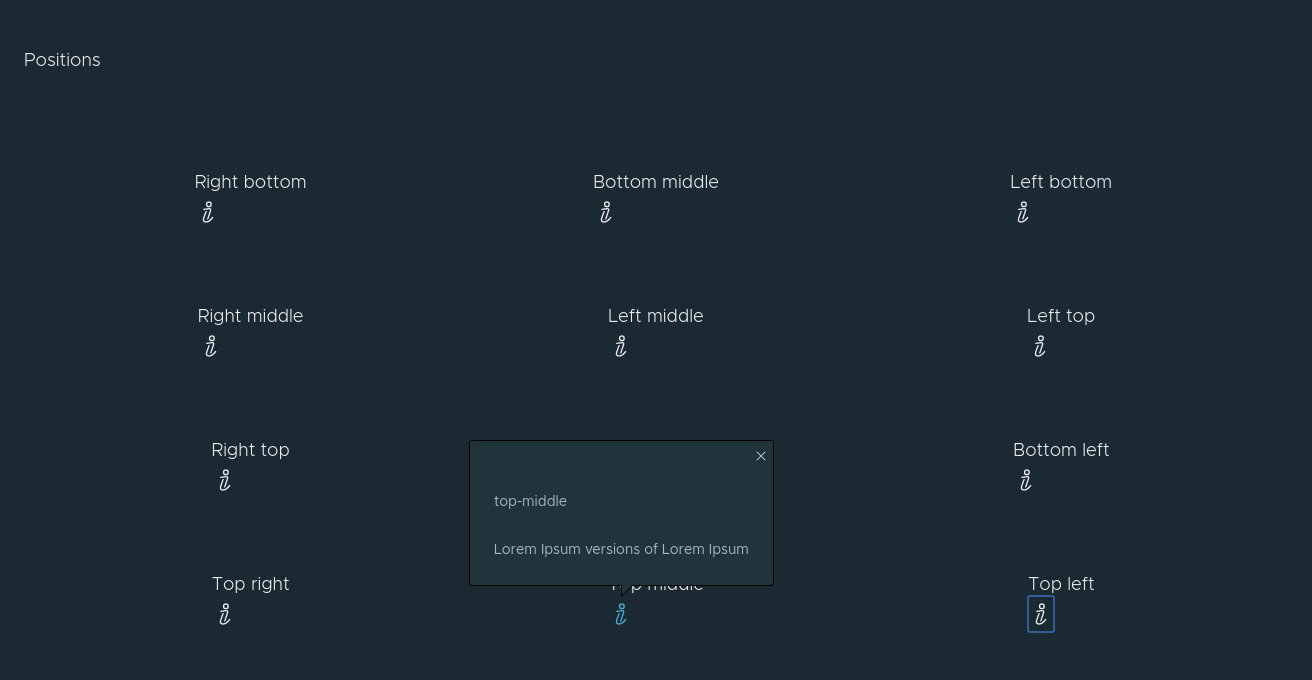 Positions
Right bottom
Bottom middle
Left bottom
Right middle
Left middle
Left top
Right top
Bottom left
top-middle
Lorem Ipsum versions of Lorem Ipsum
Top right
Top middle
Top left